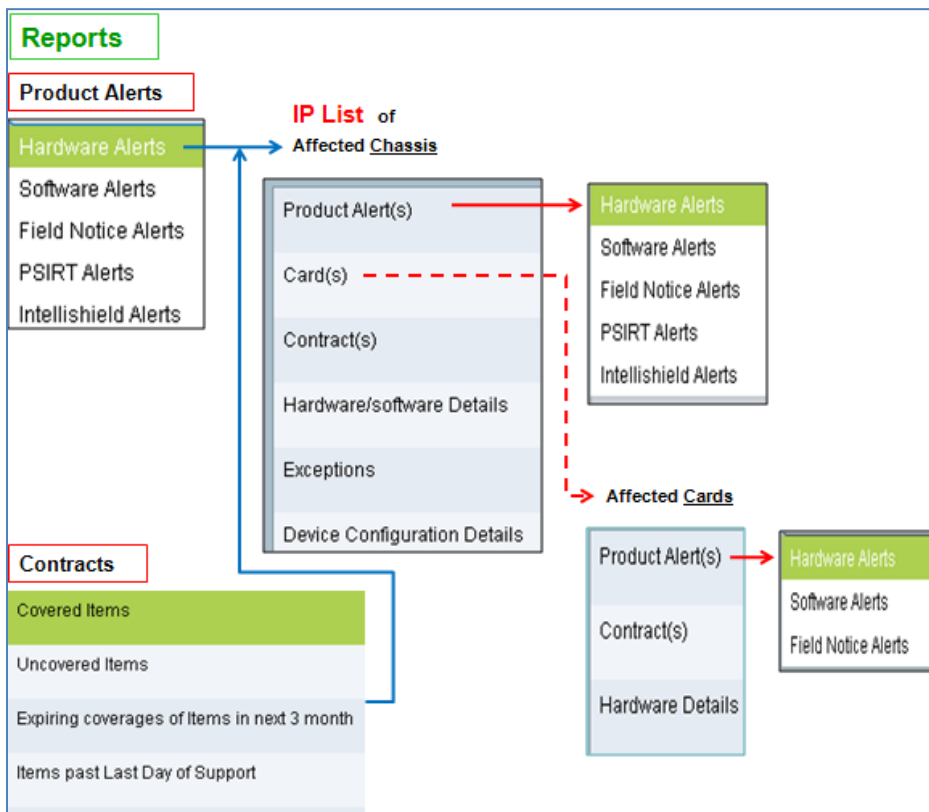 Reports
Product Alerts
Hardware Alerts
Software Alerts
Field Notice Alerts
PSIRT Alerts
Intellishield Alerts
IP List of
Affected Chassis
Product Alert(s)
Card(s)
Contract(s)
Hardware/software Details
Exceptions
Device Configuration Details
Hardware Alerts
Software Alerts
Field Notice Alerts
PSIRT Alerts
Intellishield Alerts
Affected Cards
Product Alert(s)
Contract(s)
Hardware Details
Hardware Alerts
Software Alerts
Field Notice Alerts
Contracts
Covered Items
Uncovered Items
Expiring coverages of Items in next 3 month
Items past Last Day of Support